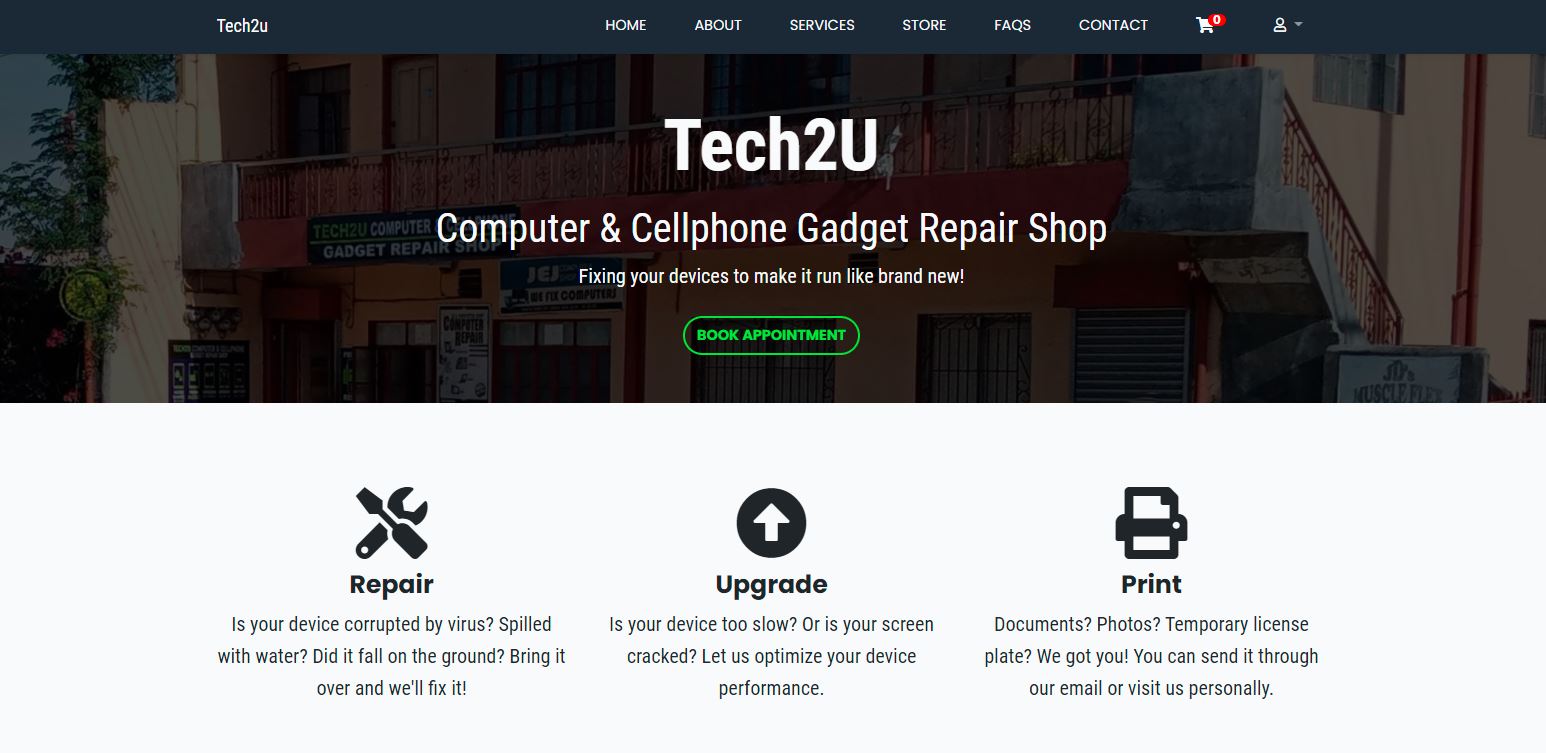 Tech2u
HOME ABOUT SERVICES STORE FAQS CONTACT 0
Tech2U
Computer & Cellphone Gadget Repair Shop
Fixing your devices to make it run like brand new!
BOOK APPOINTMENT
TECH2U COMPUTER & CELLPHONE
GADGET REPAIR SHOP
JEJ
WE FIX COMPUTERS
COMPUTER
REPAIR
JD's
MUSCLE FLEX
Repair
Is your device corrupted by virus? Spilled
with water? Did it fall on the ground? Bring it
over and we'll fix it!
Upgrade
Is your device too slow? Or is your screen
cracked? Let us optimize your device
performance.
Print
Documents? Photos? Temporary license
plate? We got you! You can send it through
our email or visit us personally.